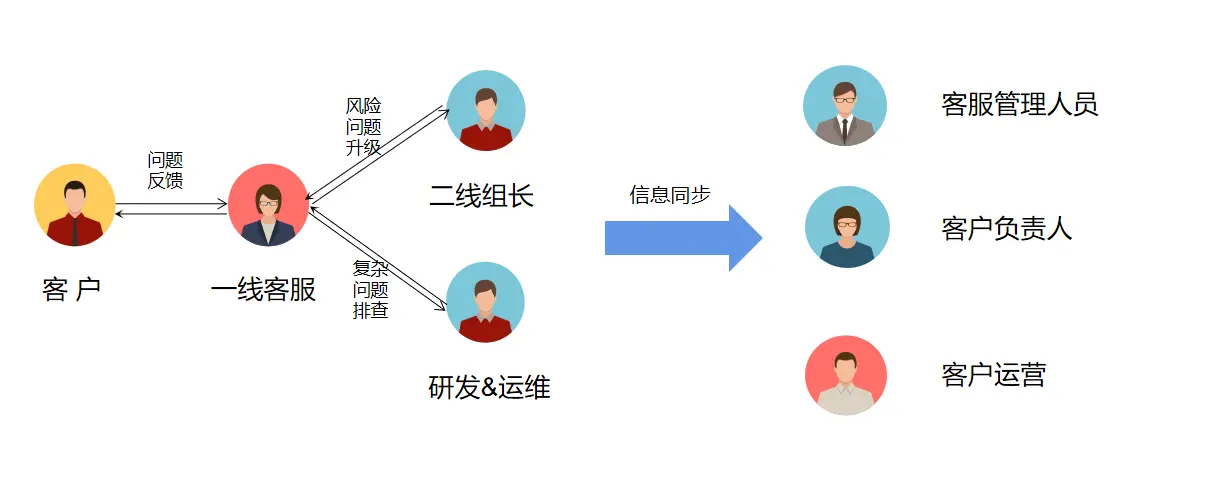 问题
反馈
客 户
一线客服
风险
问题
升级
二线组长
复杂
问题
排查
研发&运维
信息同步
客服管理人员
客户负责人
客户运营